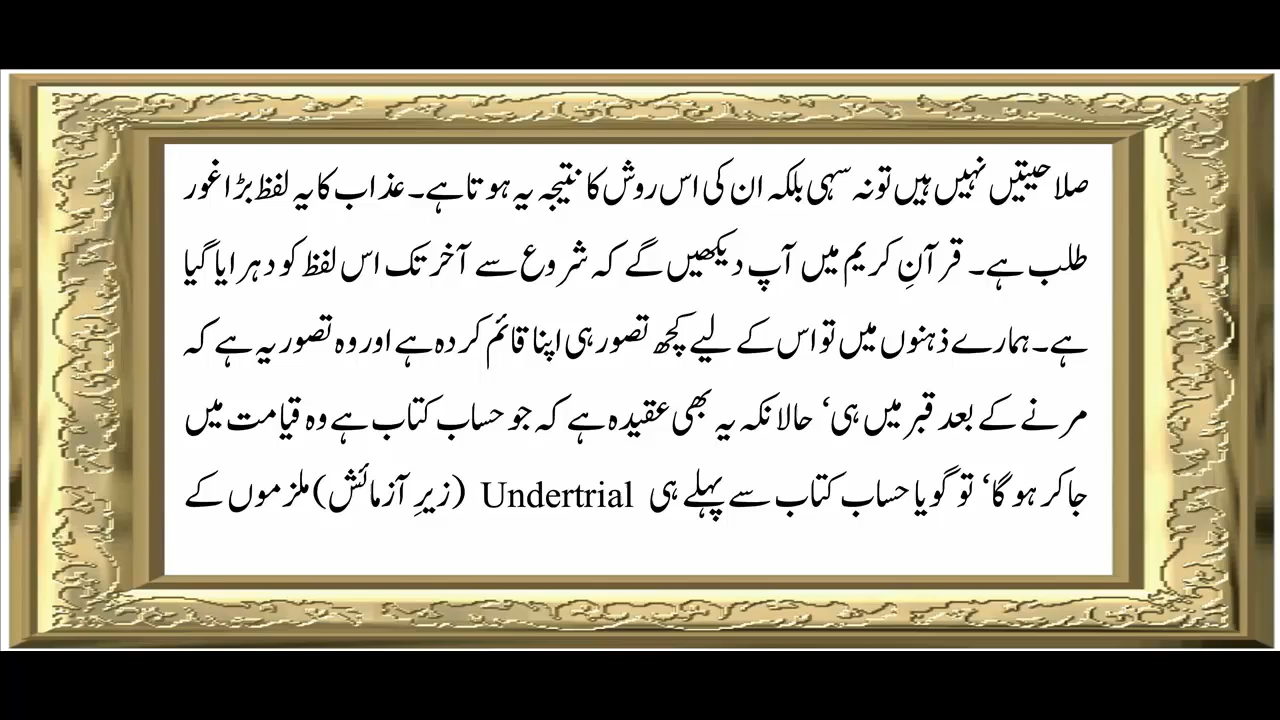 صلاحیتیں نہیں ہیں تو نہ سہی بلکہ ان کی اس روش کا نتیجہ یہ ہوتا ہے۔ عذاب کا یہ لفظ بڑا غور
طلب ہے۔ قرآنِ کریم میں آپ دیکھیں گے کہ شروع سے آخر تک اس لفظ کو دہرایا گیا
ہے۔ ہمارے ذہنوں میں تو اس کے لیے کچھ تصور ہی اپنا قائم کردہ ہے اور وہ تصور یہ ہے کہ
مرنے کے بعد قبر میں ہی‘ حالانکہ یہ بھی عقیدہ ہے کہ جو حساب کتاب ہے وہ قیامت میں
جا کر ہو گا‘ تو گویا حساب کتاب سے پہلے ہی Undertrial (زیرِ آزمائش) ملزموں کے